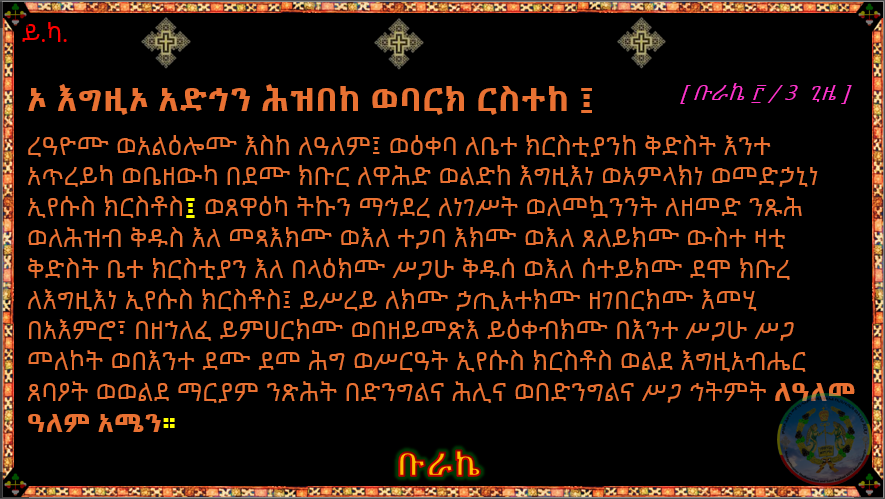 ይ.ካ.
ኦ እግዚኦ አድኅን ሕዝበከ ወባርክ ርስተከ ፤ [ ቡራኬ ፫ / 3 ጊዜ ]
ረዓዮሙ ወአልዕሎሙ እስከ ለዓለም፤ ወዕቀባ ለቤተ ክርስቲያንከ ቅድስት እንተ
አጥረይካ ወቤዘውካ በደሙ ክቡር ለዋሕድ ወልድከ እግዚእነ ወአምላክነ ወመድኃኒነ
ኢየሱስ ክርስቶስ፤ ወጸዋዕካ ትኩን ማኅደረ ለነገሥት ወለመኳንንት ለዘመድ ንጹሕ
ወለሕዝብ ቅዱስ እለ መጻእክሙ ወእለ ተጋባ እክሙ ወእለ ጸለይክሙ ውስተ ዛቲ
ቅድስት ቤተ ክርስቲያን እለ በላዕክሙ ሥጋሁ ቅዱሰ ወእለ ሰተይክሙ ደሞ ክቡረ
ለእግዚእነ ኢየሱስ ክርስቶስ፤ ይሥረይ ለክሙ ኃጢአተክሙ ዘገበርክሙ እመሂ
በአእምሮ፣ በዘኀለፈ ይምህርክሙ ወበዘይመጽእ ይዕቀብክሙ በእንተ ሥጋሁ ሥጋ
መለኮት ወበእንተ ደሙ ደመ ሕግ ወሥርዓት ኢየሱስ ክርስቶስ ወልደ እግዚአብሔር
ጸባዖት ወወልደ ማርያም ንጽሕት በድንግልና ሕሊና ወበድንግልና ሥጋ ኅትምት ለዓለመ
ዓለም አሜን።
ቡራኬ